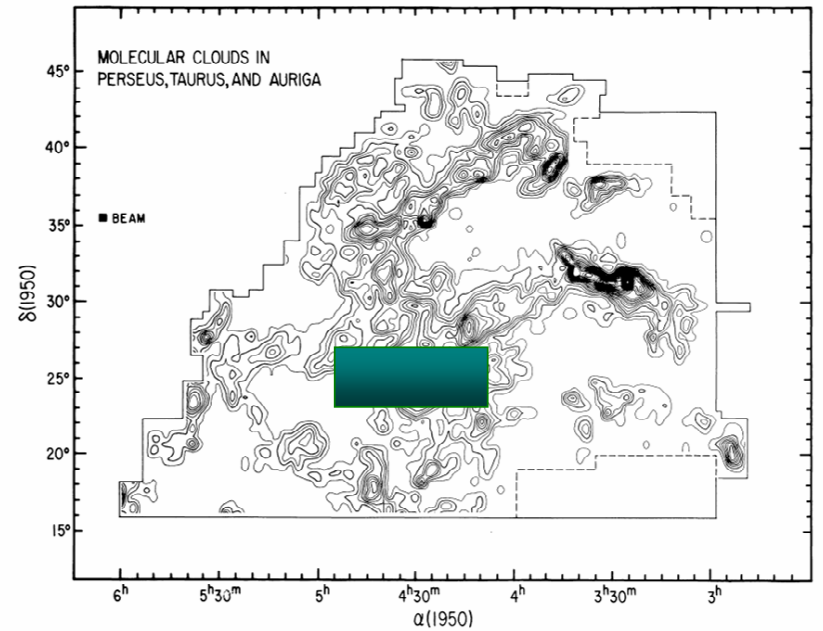 MOLECULAR CLOUDS IN
PERSEUS, TAURUS, AND AURIGA
45°
40°
35°
■ BEAM
δ(1950)
30°
25°
20°
15°
6ʰ 5ʰ30ᵐ 5ʰ 4ʰ30ᵐ 4ʰ 3ʰ30ᵐ 3ʰ
α(1950)